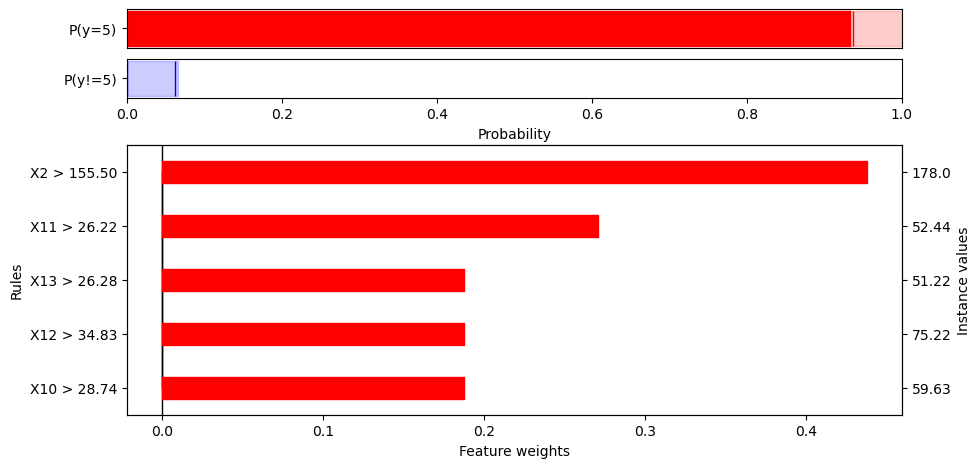 P(y=5)
P(y!=5)
0.0 0.2 0.4 0.6 0.8 1.0
Probability
X2 > 155.50 178.0
X11 > 26.22 52.44
X13 > 26.28 51.22
X12 > 34.83 75.22
X10 > 28.74 59.63
Rules
Instance values
0.0 0.1 0.2 0.3 0.4
Feature weights